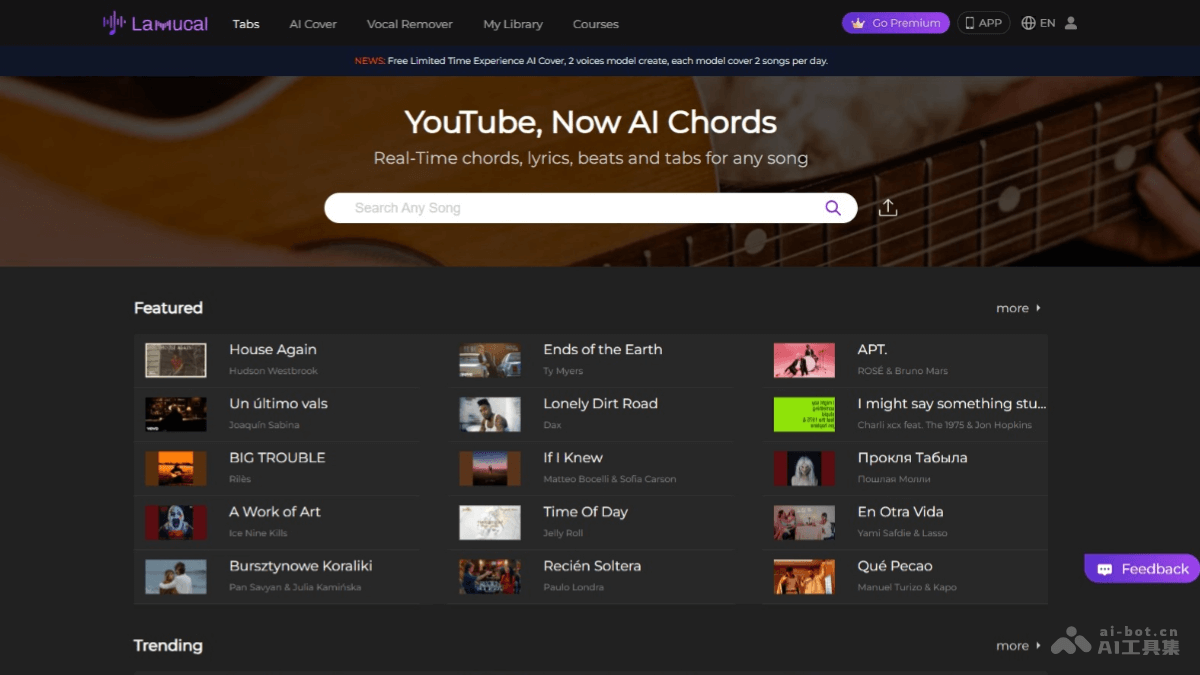 Lamucal
Tabs
AI Cover
Vocal Remover
My Library
Courses
Go Premium
APP
EN
NEWS: Free Limited Time Experience AI Cover, 2 voices model create, each model cover 2 songs per day.
YouTube, Now AI Chords
Real-Time chords, lyrics, beats and tabs for any song
Search Any Song
Featured
more
House Again
Hudson Westbrook
Ends of the Earth
Ty Myers
APT.
ROSÉ & Bruno Mars
Un último vals
Joaquín Sabina
Lonely Dirt Road
Dax
I might say something stu...
Charli xcx feat. The 1975 & Jon Hopkins
BIG TROUBLE
Rilès
If I Knew
Matteo Bocelli & Sofia Carson
Прокля Табыла
Пошлая Молли
A Work of Art
Ice Nine Kills
Time Of Day
Jelly Roll
En Otra Vida
Yami Safdie & Lasso
Bursztynowe Koraliki
Pan Savyan & Julia Kamińska
Recién Soltera
Paulo Londra
Qué Pecao
Manuel Turizo & Kapo
Feedback
Trending
more
ai-bot.cn
AI工具集